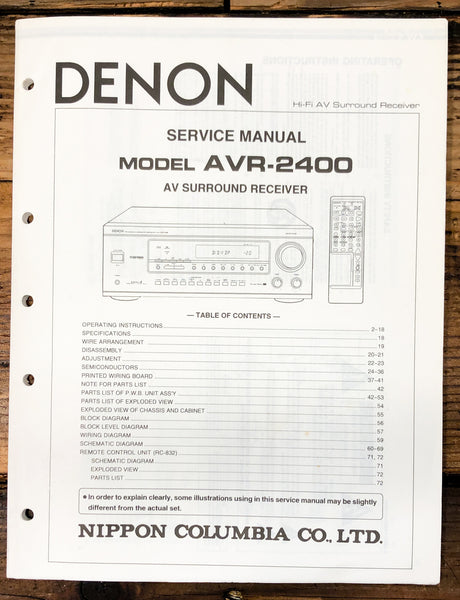 DENON
Hi-Fi AV Surround Receiver
SERVICE MANUAL
MODEL AVR-2400
AV SURROUND RECEIVER
DENON
— TABLE OF CONTENTS —
OPERATING INSTRUCTIONS 2~18
SPECIFICATIONS 18
WIRE ARRANGEMENT 19
DISASSEMBLY 20~21
ADJUSTMENT 22~23
SEMICONDUCTORS 24~36
PRINTED WIRING BOARD 37~41
NOTE FOR PARTS LIST 42
PARTS LIST OF P.W.B. UNIT ASS'Y 42~53
PARTS LIST OF EXPLODED VIEW 54
EXPLODED VIEW OF CHASSIS AND CABINET 55
BLOCK DIAGRAM 56
BLOCK LEVEL DIAGRAM 57
WIRING DIAGRAM 59
SCHEMATIC DIAGRAM 60~69
REMOTE CONTROL UNIT (RC-832) 71, 72
SCHEMATIC DIAGRAM 71
EXPLODED VIEW 72
PARTS LIST 72
● In order to explain clearly, some illustrations using in this service manual may be slightly
different from the actual set.
NIPPON COLUMBIA CO., LTD.